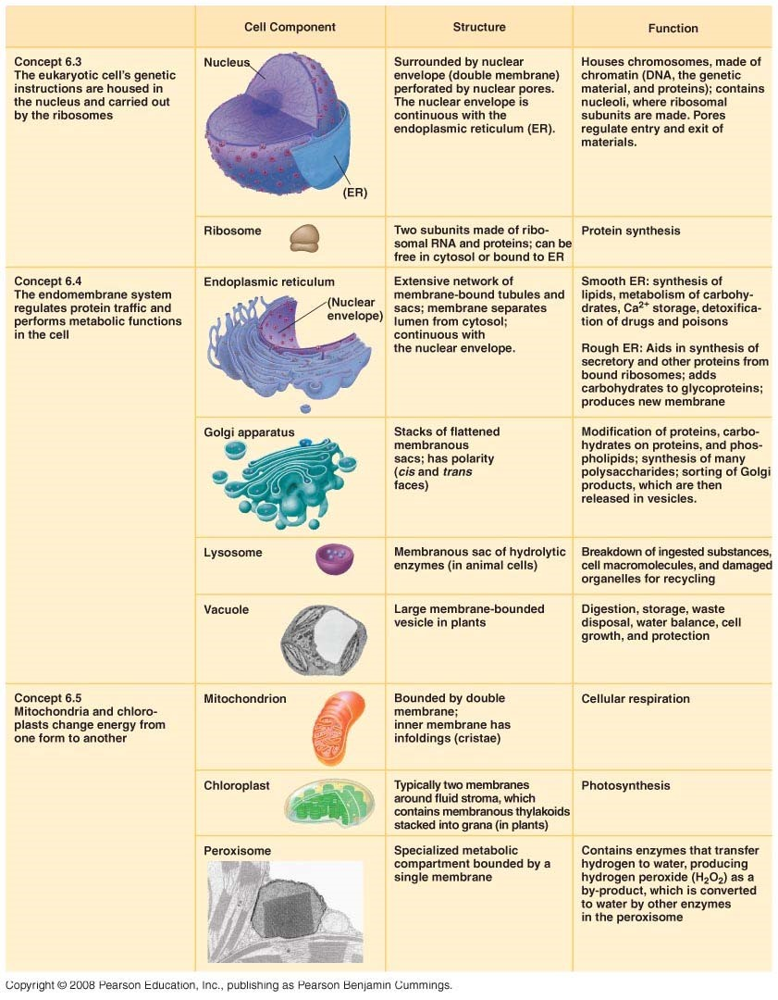 Cell Component
Structure
Function
Concept 6.3
The eukaryotic cell's genetic
instructions are housed in
the nucleus and carried out
by the ribosomes
Nucleus
(ER)
Surrounded by nuclear
envelope (double membrane)
perforated by nuclear pores.
The nuclear envelope is
continuous with the
endoplasmic reticulum (ER).
Houses chromosomes, made of
chromatin (DNA, the genetic
material, and proteins); contains
nucleoli, where ribosomal
subunits are made. Pores
regulate entry and exit of
materials.
Ribosome
Two subunits made of ribo-
somal RNA and proteins; can be
free in cytosol or bound to ER
Protein synthesis
Concept 6.4
The endomembrane system
regulates protein traffic and
performs metabolic functions
in the cell
Endoplasmic reticulum
(Nuclear
envelope)
Extensive network of
membrane-bound tubules and
sacs; membrane separates
lumen from cytosol;
continuous with
the nuclear envelope.
Smooth ER: synthesis of
lipids, metabolism of carbohy-
drates, Ca2+ storage, detoxifica-
tion of drugs and poisons
Rough ER: Aids in synthesis of
secretory and other proteins from
bound ribosomes; adds
carbohydrates to glycoproteins;
produces new membrane
Golgi apparatus
Stacks of flattened
membranous
sacs; has polarity
(cis and trans
faces)
Modification of proteins, carbo-
hydrates on proteins, and phos-
pholipids; synthesis of many
polysaccharides; sorting of Golgi
products, which are then
released in vesicles.
Lysosome
Membranous sac of hydrolytic
enzymes (in animal cells)
Breakdown of ingested substances,
cell macromolecules, and damaged
organelles for recycling
Vacuole
Large membrane-bounded
vesicle in plants
Digestion, storage, waste
disposal, water balance, cell
growth, and protection
Concept 6.5
Mitochondria and chloro-
plasts change energy from
one form to another
Mitochondrion
Bounded by double
membrane;
inner membrane has
infoldings (cristae)
Cellular respiration
Chloroplast
Typically two membranes
around fluid stroma, which
contains membranous thylakoids
stacked into grana (in plants)
Photosynthesis
Peroxisome
Specialized metabolic
compartment bounded by a
single membrane
Contains enzymes that transfer
hydrogen to water, producing
hydrogen peroxide (H2O2) as a
by-product, which is converted
to water by other enzymes
in the peroxisome
Copyright © 2008 Pearson Education, Inc., publishing as Pearson Benjamin Cummings.